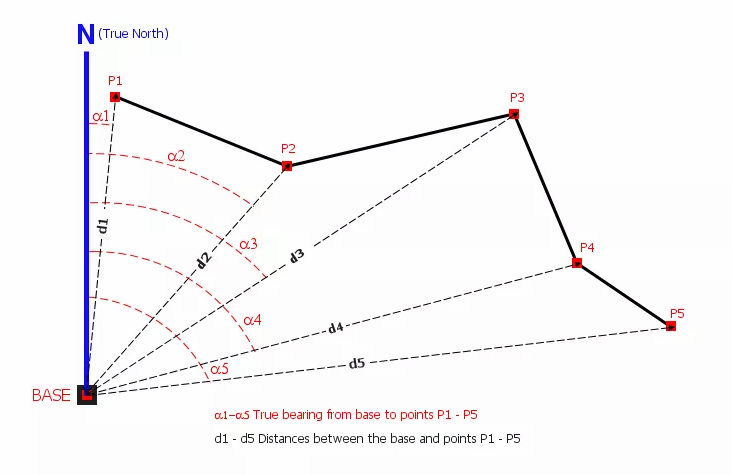 N (True North)
P1
P3
α1
P2
α2
d1
α3
P4
d2
d3
P5
α4
d4
α5
d5
BASE
α1-α5 True bearing from base to points P1 - P5
d1 - d5 Distances between the base and points P1 - P5